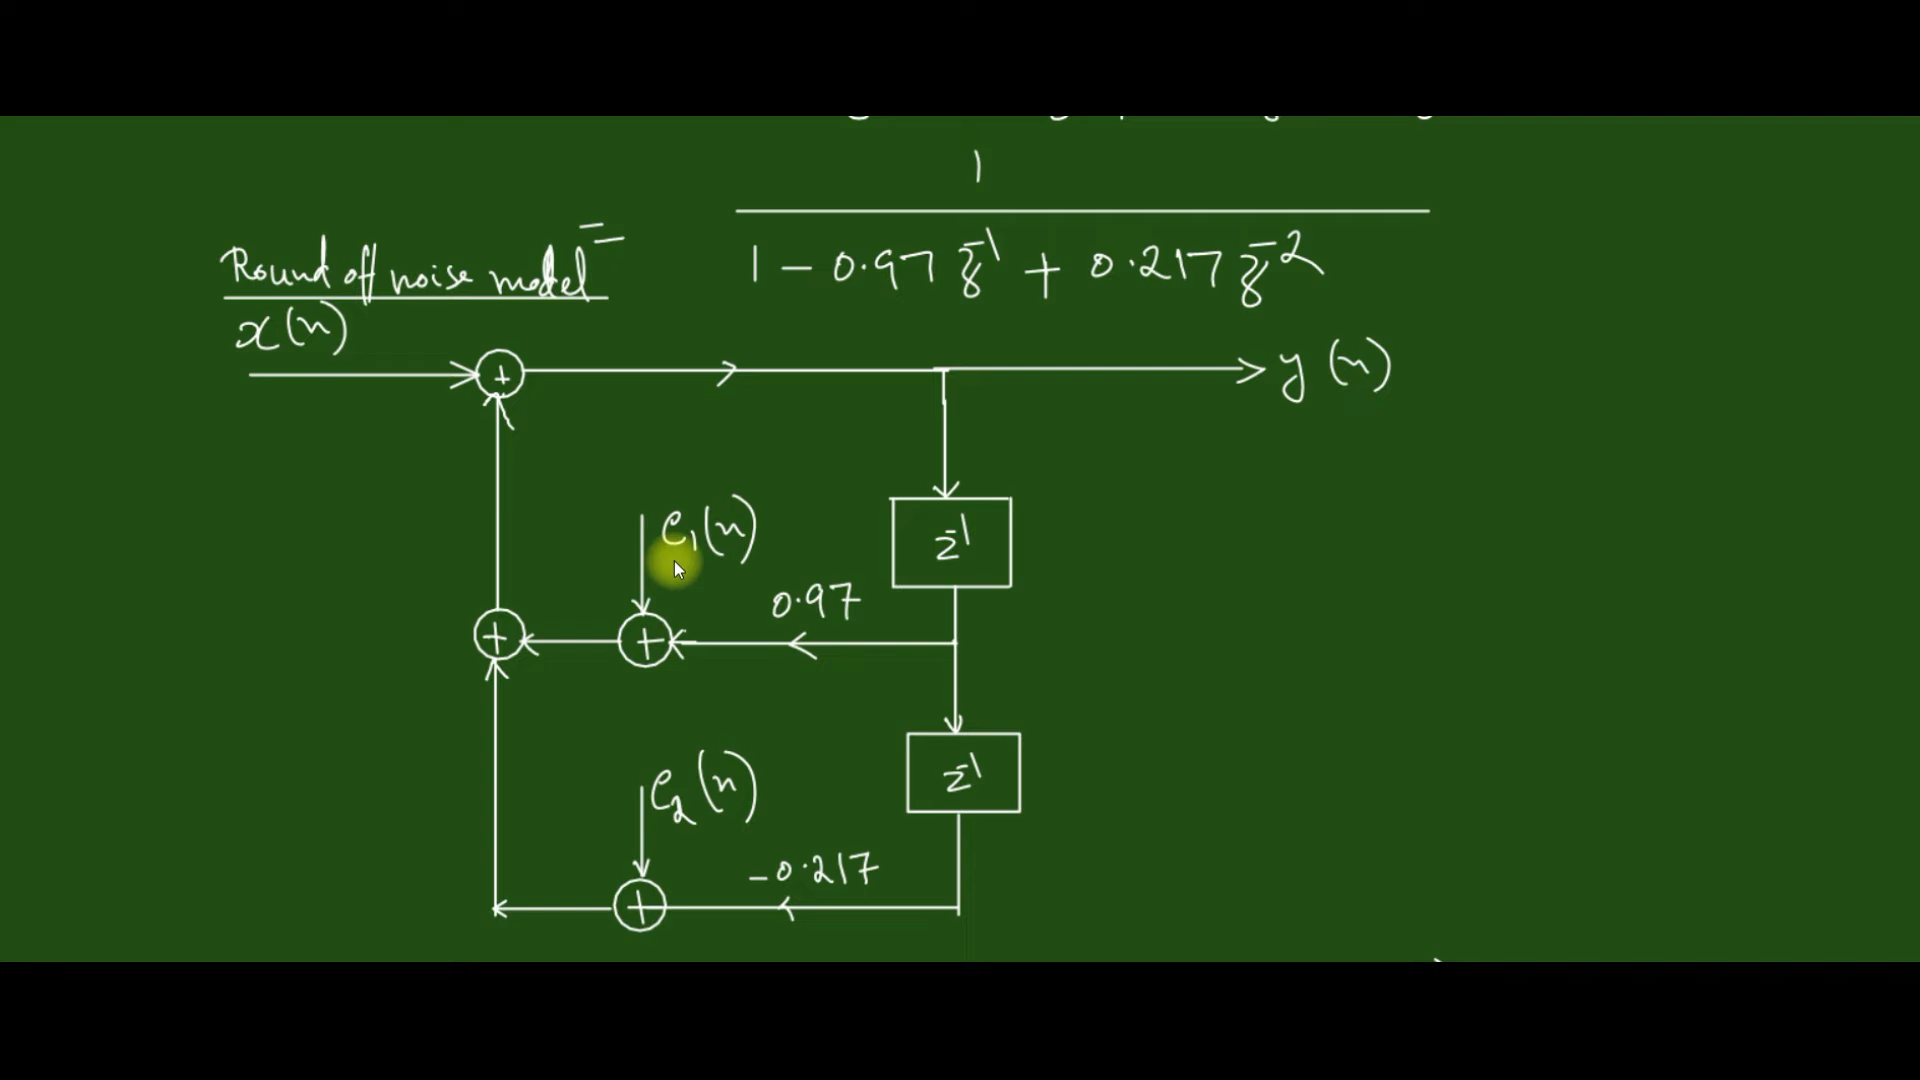 1
=
1 - 0.97 z⁻¹ + 0.217 z⁻²
Round off noise model
x(n)
+
y(n)
e₁(n)
z⁻¹
0.97
+
+
z⁻¹
e₂(n)
-0.217
+